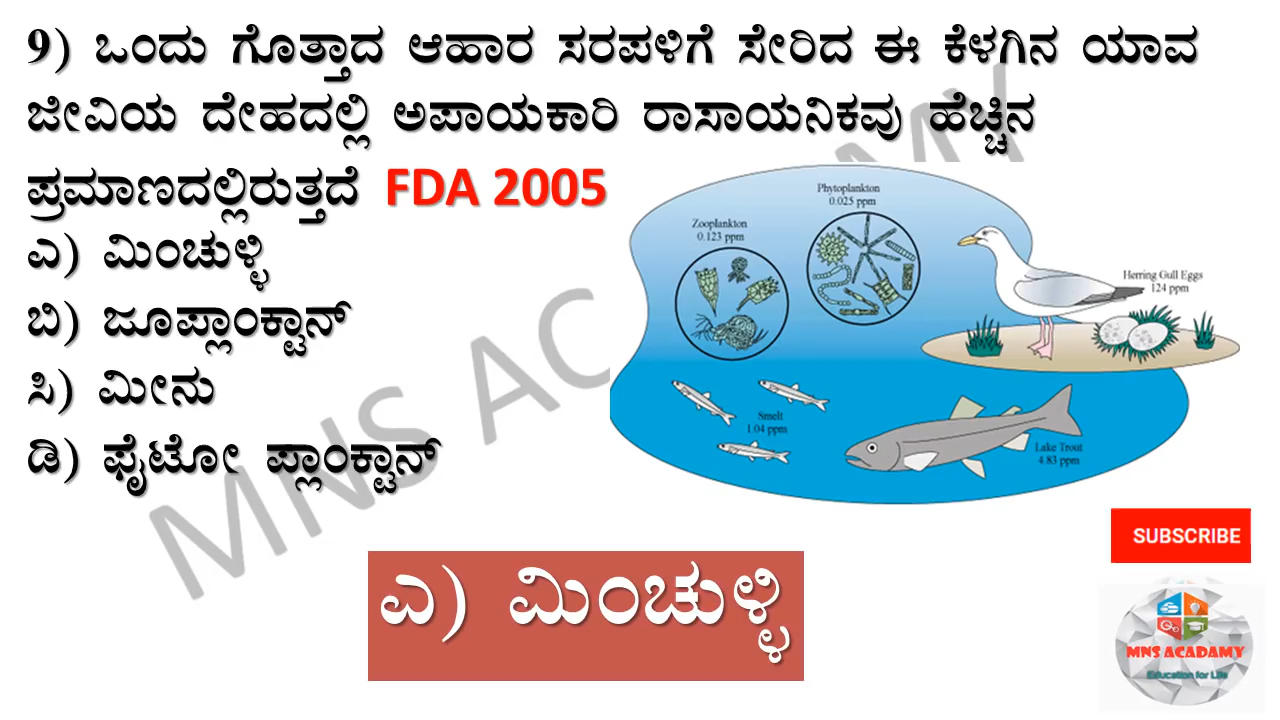 9) ಒಂದು ಗೊತ್ತಾದ ಆಹಾರ ಸರಪಳಿಗೆ ಸೇರಿದ ಈ ಕೆಳಗಿನ ಯಾವ
ಜೀವಿಯ ದೇಹದಲ್ಲಿ ಅಪಾಯಕಾರಿ ರಾಸಾಯನಿಕವು ಹೆಚ್ಚಿನ
ಪ್ರಮಾಣದಲ್ಲಿರುತ್ತದೆ FDA 2005
ಎ) ಮಿಂಚುಳ್ಳಿ
ಬಿ) ಜೂಪ್ಲಾಂಕ್ಟಾನ್
ಸಿ) ಮೀನು
ಡಿ) ಫೈಟೋ ಪ್ಲಾಂಕ್ಟಾನ್
Phytoplankton
0.025 ppm
Zooplankton
0.123 ppm
Herring Gull Eggs
124 ppm
Smelt
1.04 ppm
Lake Trout
4.83 ppm
ಎ) ಮಿಂಚುಳ್ಳಿ
SUBSCRIBE
MNS ACADAMY
Education for Life
MNS ACADEMY